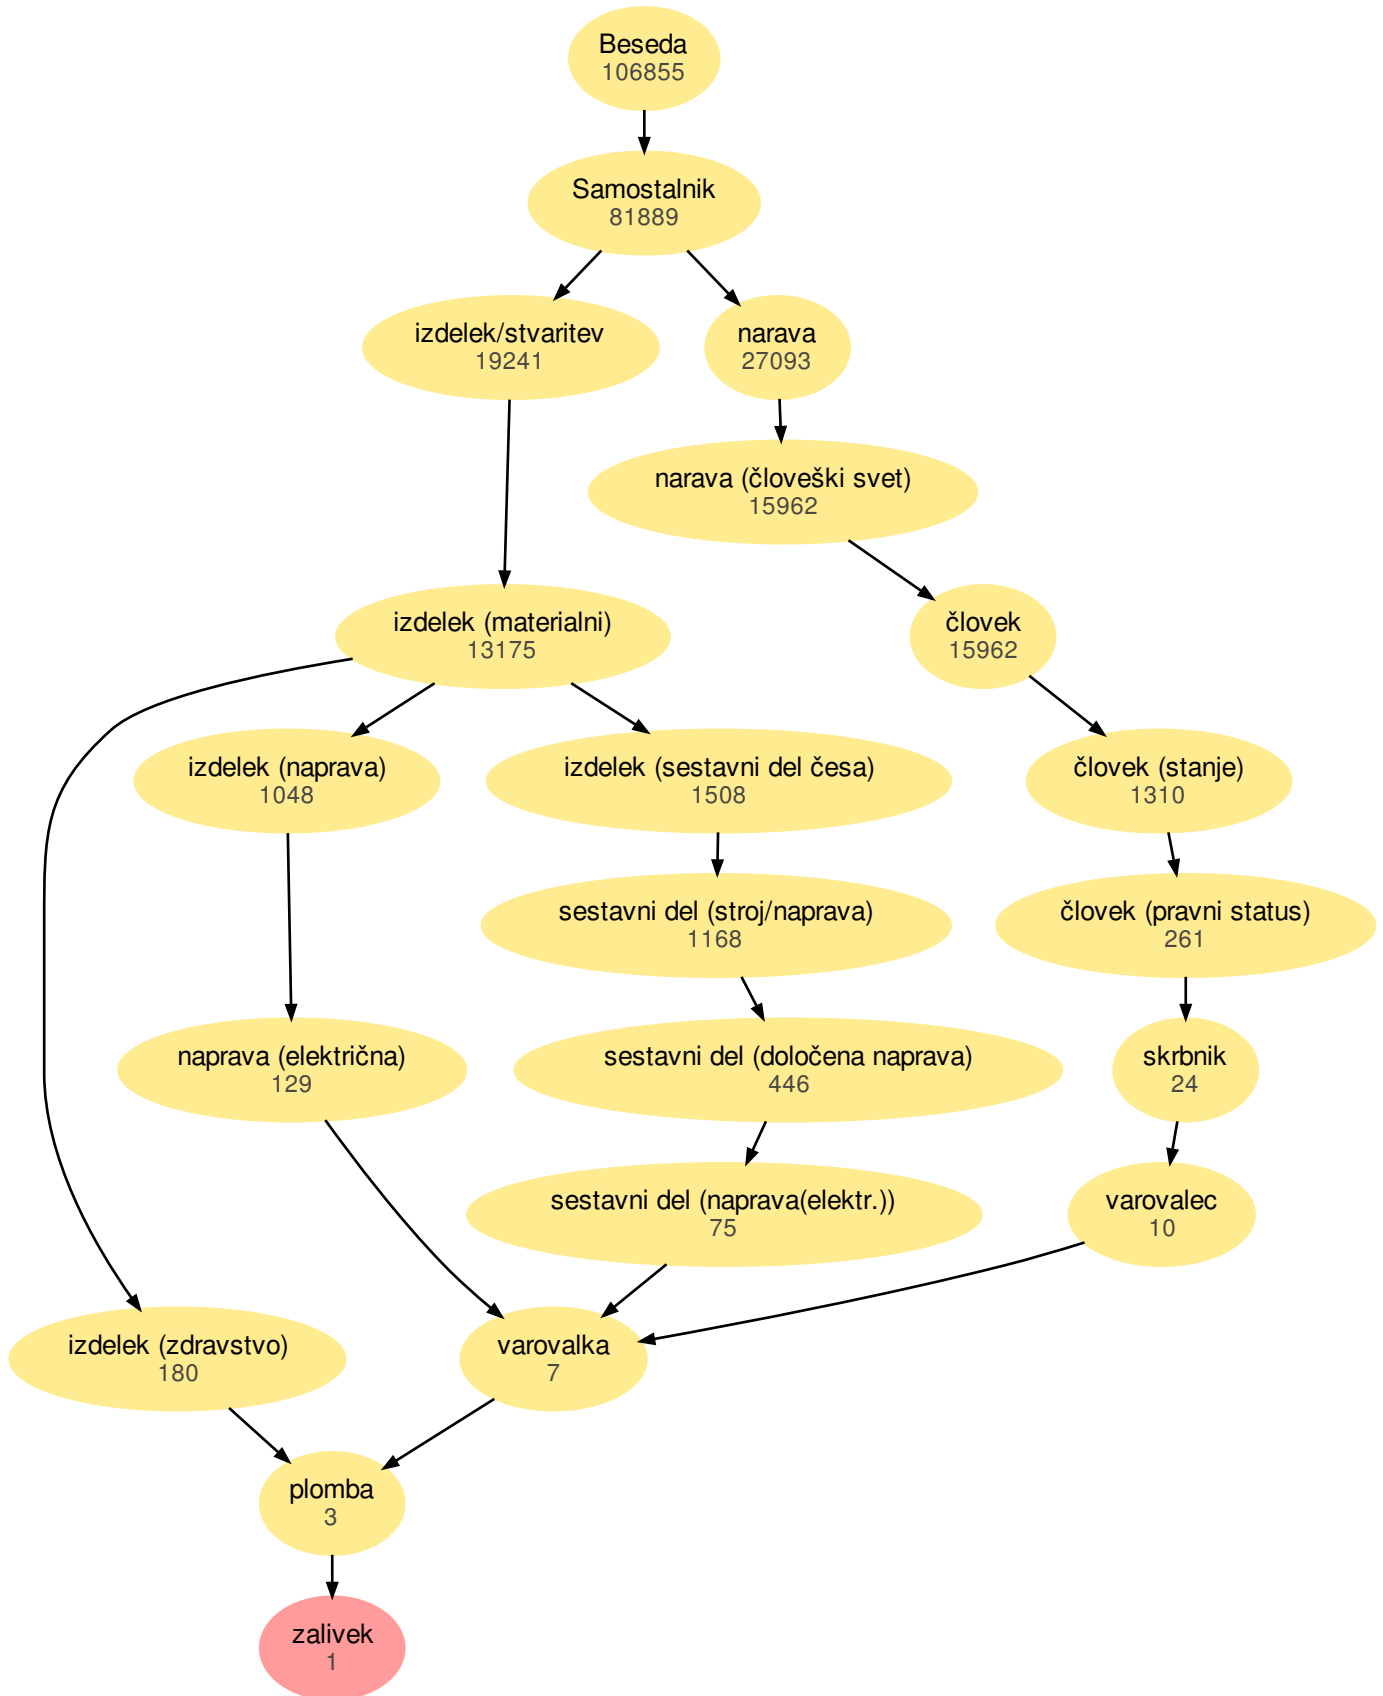 Beseda
106855
Samostalnik
81889
izdelek/stvaritev
19241
narava
27093
narava (človeški svet)
15962
izdelek (materialni)
13175
človek
15962
izdelek (naprava)
1048
izdelek (sestavni del česa)
1508
človek (stanje)
1310
sestavni del (stroj/naprava)
1168
človek (pravni status)
261
naprava (električna)
129
sestavni del (določena naprava)
446
skrbnik
24
sestavni del (naprava(elektr.))
75
varovalec
10
izdelek (zdravstvo)
180
varovalka
7
plomba
3
zalivek
1